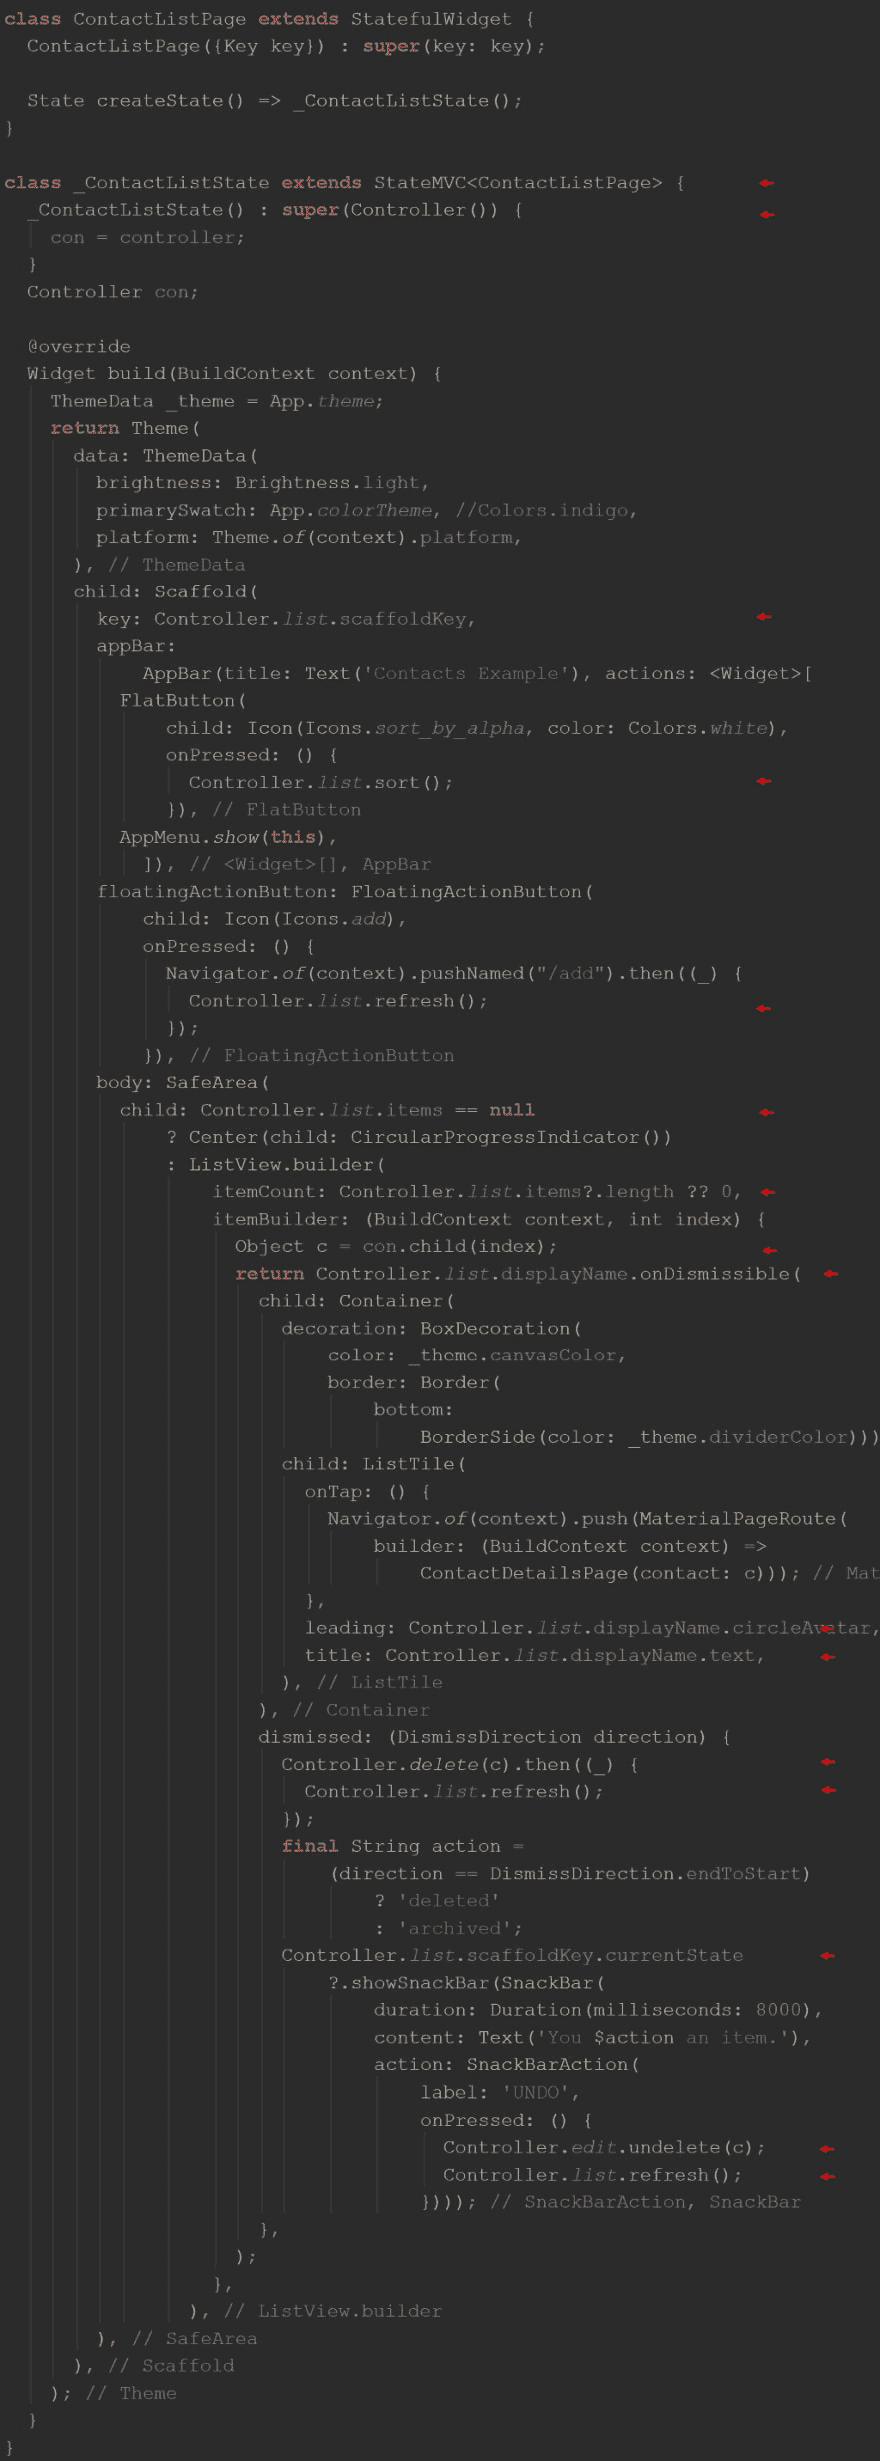 class ContactListPage extends StatefulWidget {
  ContactListPage({Key key}) : super(key: key);

  State createState() => _ContactListState();
}

class _ContactListState extends StateMVC<ContactListPage> {
  _ContactListState() : super(Controller()) {
    con = controller;
  }
  Controller con;

  @override
  Widget build(BuildContext context) {
    ThemeData _theme = App.theme;
    return Theme(
      data: ThemeData(
        brightness: Brightness.light,
        primarySwatch: App.colorTheme, //Colors.indigo,
        platform: Theme.of(context).platform,
      ), // ThemeData
      child: Scaffold(
        key: Controller.list.scaffoldKey,
        appBar:
            AppBar(title: Text('Contacts Example'), actions: <Widget>[
          FlatButton(
              child: Icon(Icons.sort_by_alpha, color: Colors.white),
              onPressed: () {
                Controller.list.sort();
              }), // FlatButton
          AppMenu.show(this),
            ]), // <Widget>[], AppBar
        floatingActionButton: FloatingActionButton(
            child: Icon(Icons.add),
            onPressed: () {
              Navigator.of(context).pushNamed("/add").then((_) {
                Controller.list.refresh();
              });
            }), // FloatingActionButton
        body: SafeArea(
          child: Controller.list.items == null
              ? Center(child: CircularProgressIndicator())
              : ListView.builder(
                  itemCount: Controller.list.items?.length ?? 0,
                  itemBuilder: (BuildContext context, int index) {
                    Object c = con.child(index);
                    return Controller.list.displayName.onDismissible(
                      child: Container(
                        decoration: BoxDecoration(
                            color: _theme.canvasColor,
                            border: Border(
                                bottom:
                                    BorderSide(color: _theme.dividerColor)))
                        child: ListTile(
                          onTap: () {
                            Navigator.of(context).push(MaterialPageRoute(
                                builder: (BuildContext context) =>
                                    ContactDetailsPage(contact: c))); // Mat
                          },
                          leading: Controller.list.displayName.circleAvatar,
                          title: Controller.list.displayName.text,
                        ), // ListTile
                      ), // Container
                      dismissed: (DismissDirection direction) {
                        Controller.delete(c).then((_) {
                          Controller.list.refresh();
                        });
                        final String action =
                            (direction == DismissDirection.endToStart)
                                ? 'deleted'
                                : 'archived';
                        Controller.list.scaffoldKey.currentState
                            ?.showSnackBar(SnackBar(
                                duration: Duration(milliseconds: 8000),
                                content: Text('You $action an item.'),
                                action: SnackBarAction(
                                    label: 'UNDO',
                                    onPressed: () {
                                      Controller.edit.undelete(c);
                                      Controller.list.refresh();
                                    }))); // SnackBarAction, SnackBar
                      },
                    );
                  },
                ), // ListView.builder
        ), // SafeArea
      ), // Scaffold
    ); // Theme
  }
}